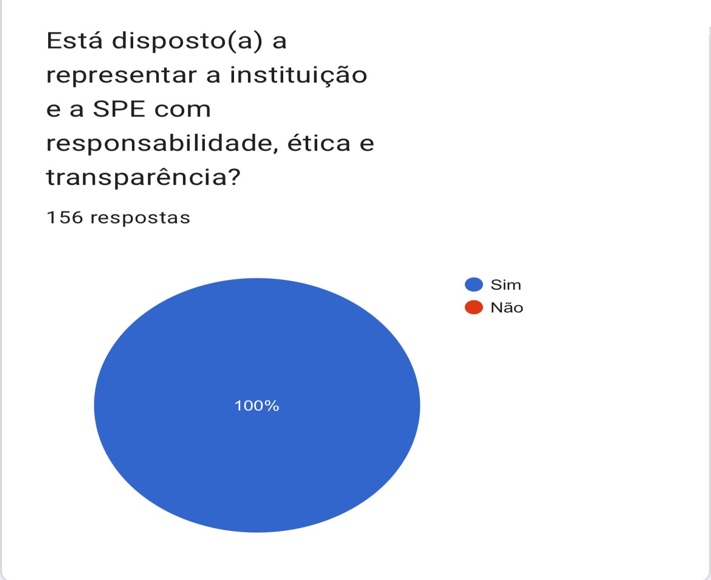 Está disposto(a) a
representar a instituição
e a SPE com
responsabilidade, ética e
transparência?
156 respostas
Sim
Não
100%